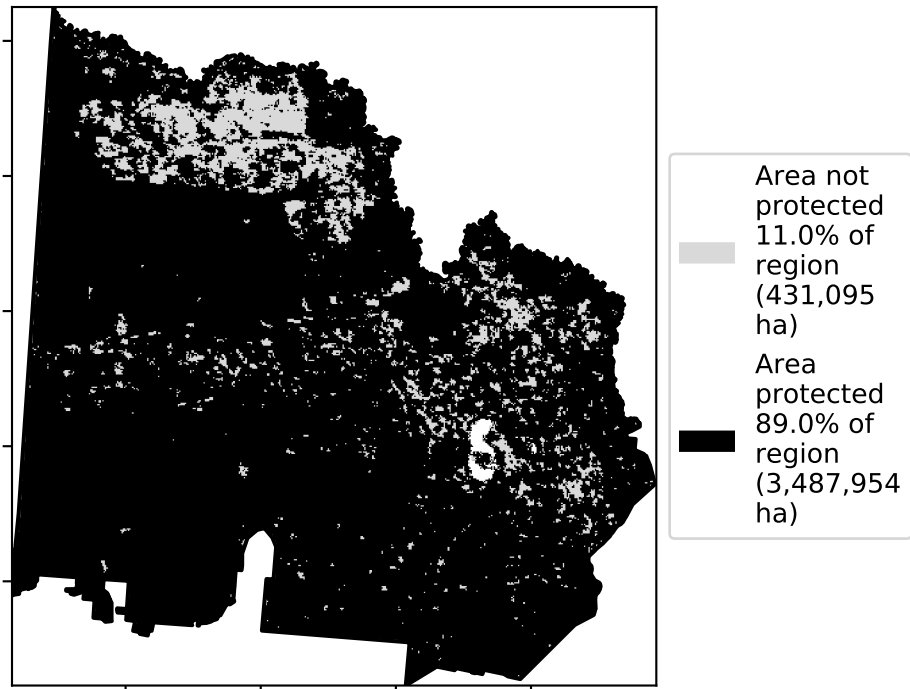 Area not
protected
11.0% of
region
(431,095
ha)
Area
protected
89.0% of
region
(3,487,954
ha)